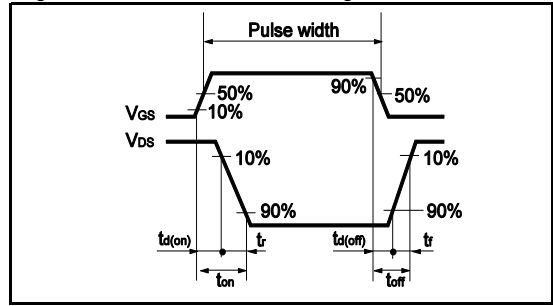 Pulse width
90%
50%
50%
10%
VGS
VDS
10%
10%
90%
90%
td(on)
tr
td(off)
tf
ton
toff